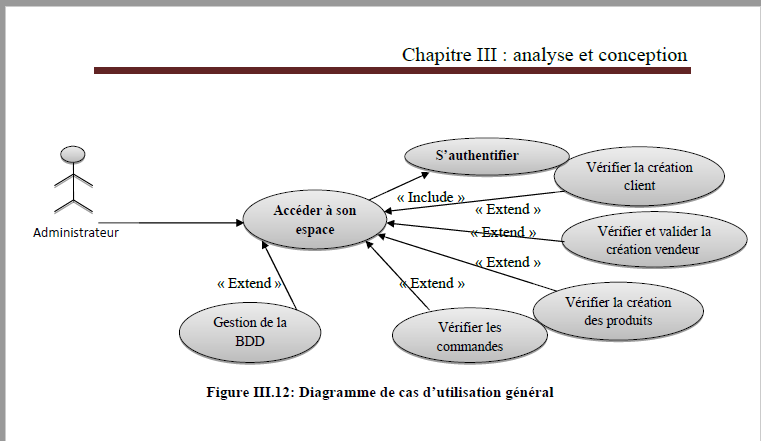 Chapitre III : analyse et conception
S’authentifier
Vérifier la création
client
« Include »
« Extend »
Accéder à son
espace
Administrateur
Vérifier et valider la
création vendeur
« Extend »
« Extend »
« Extend »
« Extend »
Vérifier la création
des produits
Gestion de la
BDD
Vérifier les
commandes
Figure III.12: Diagramme de cas d’utilisation général